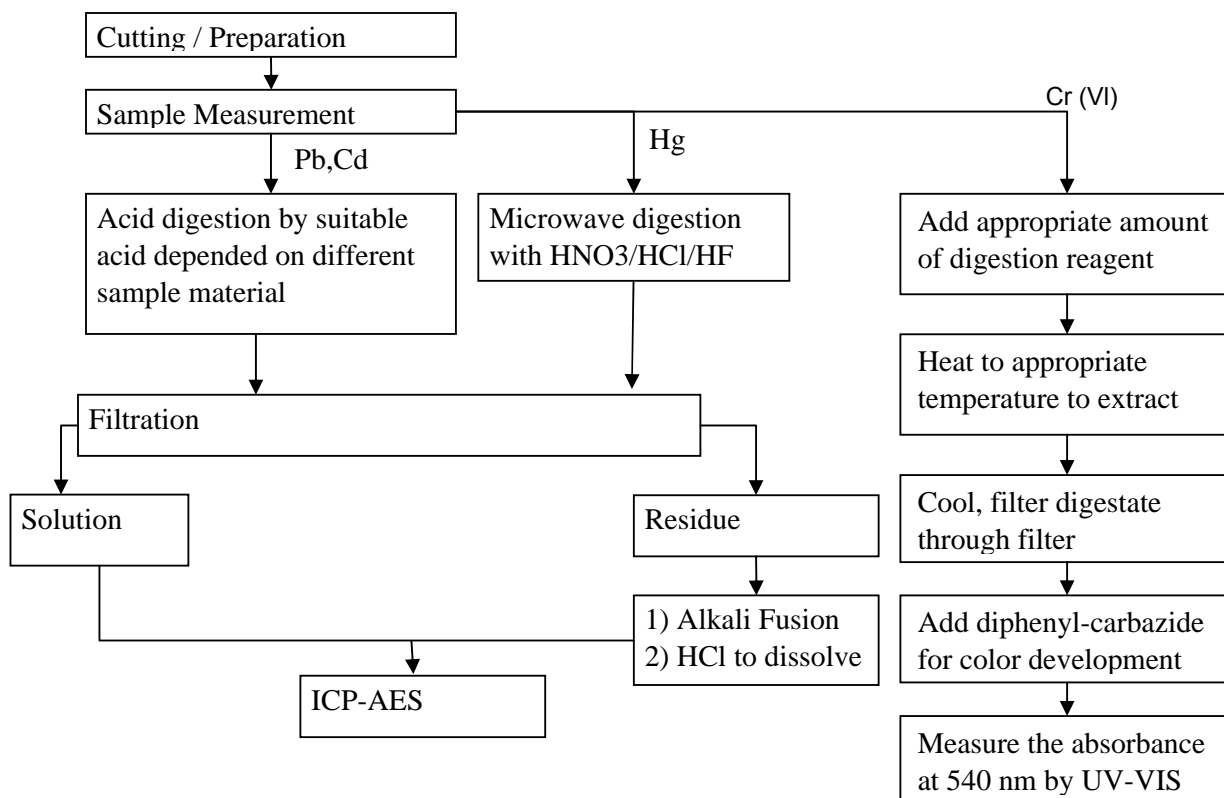 Cutting / Preparation
Sample Measurement
Cr (VI)
Pb,Cd
Hg
Acid digestion by suitable
acid depended on different
sample material
Microwave digestion
with HNO3/HCl/HF
Add appropriate amount
of digestion reagent
Heat to appropriate
temperature to extract
Filtration
Solution
Residue
Cool, filter digestate
through filter
1) Alkali Fusion
2) HCl to dissolve
Add diphenyl-carbazide
for color development
ICP-AES
Measure the absorbance
at 540 nm by UV-VIS